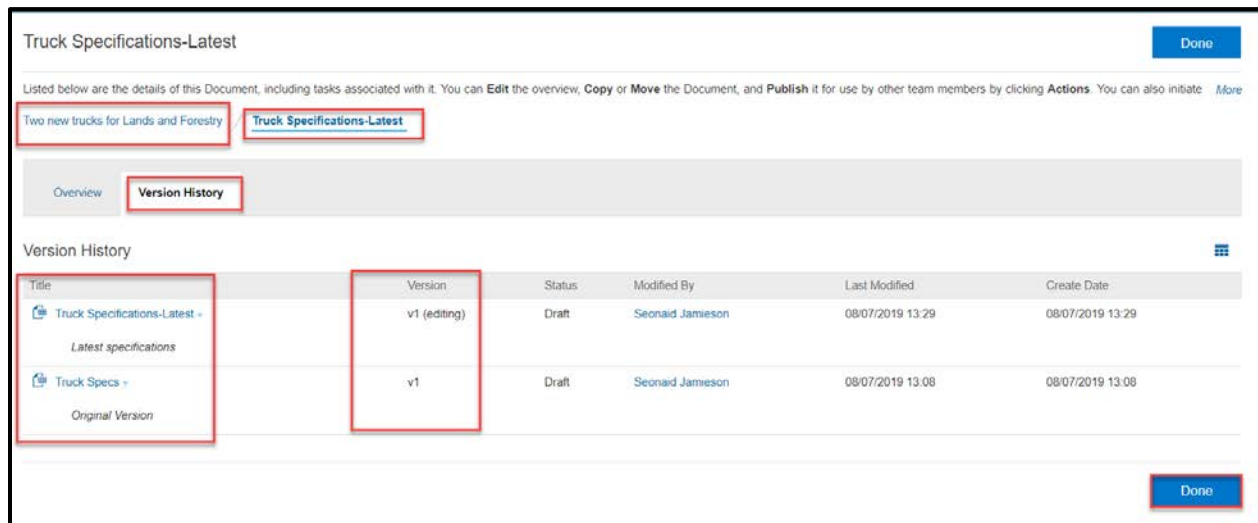 Truck Specifications-Latest
Done
Listed below are the details of this Document, including tasks associated with it. You can Edit the overview, Copy or Move the Document, and Publish it for use by other team members by clicking Actions. You can also initiate More
Two new trucks for Lands and Forestry / Truck Specifications-Latest
Overview Version History
Version History
Title Version Status Modified By Last Modified Create Date
Truck Specifications-Latest v1 (editing) Draft Seonaid Jamieson 08/07/2019 13:29 08/07/2019 13:29
Latest specifications
Truck Specs v1 Draft Seonaid Jamieson 08/07/2019 13:08 08/07/2019 13:08
Original Version
Done